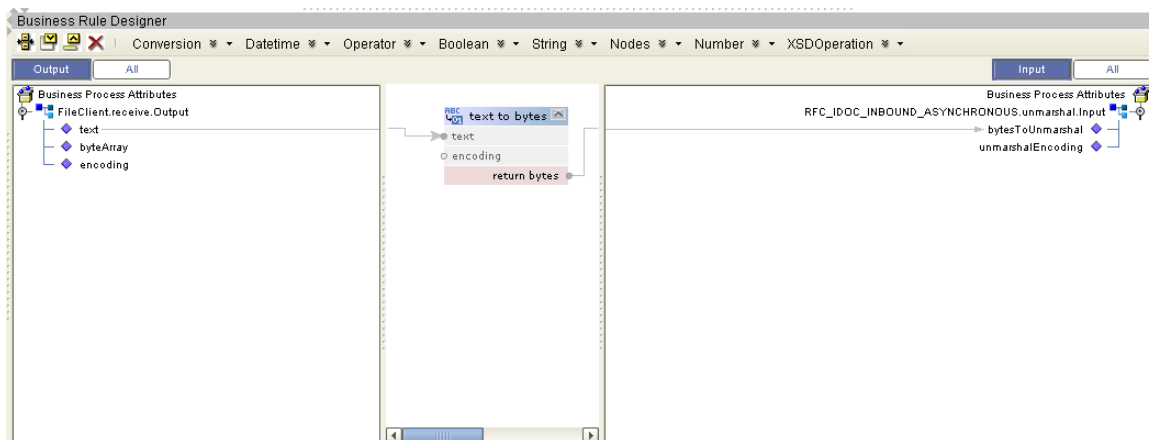 Business Rule Designer
Conversion Datetime Operator Boolean String Nodes Number XSDOperation
Output All
Input All
Business Process Attributes
FileClient.receive.Output
text
byteArray
encoding
ABC
text to bytes
text
encoding
return bytes
Business Process Attributes
RFC_IDOC_INBOUND_ASYNCHRONOUS.unmarshal.Input
bytesToUnmarshal
unmarshalEncoding